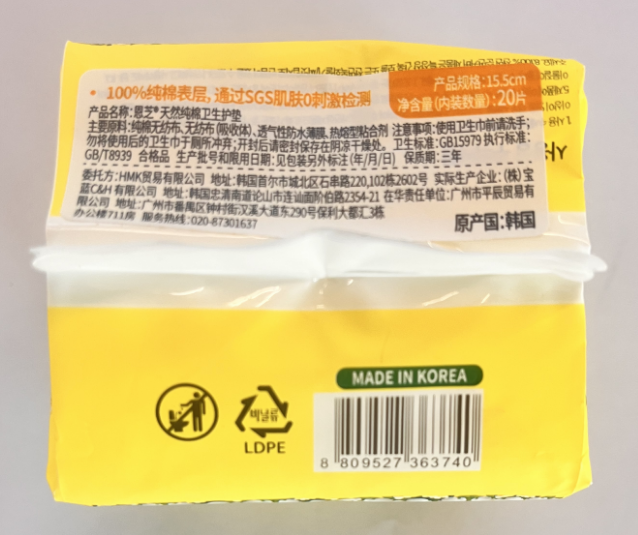 • 100%纯棉表层, 通过SGS肌肤0刺激检测
产品规格:15.5cm
净含量(内装数量):20片
产品名称:恩芝®天然纯棉卫生护垫
主要原料:纯棉无纺布、无纺布(吸收体)、透气性防水薄膜、热熔型粘合剂 注意事项:使用卫生巾前请洗手;
勿将使用后的卫生巾于厕所冲弃;开封后请密封保存在阴凉干燥处。 卫生标准:GB15979 执行标准:
GB/T8939 合格品 生产批号和限用日期:见包装另外标注(年/月/日) 保质期:三年
委托方:HMK贸易有限公司 地址:韩国首尔市城北区石串路220,102栋2602号 实际生产企业:(株)宝
蓝C&H有限公司 地址:韩国忠清南道论山市连讪面阶伯路2354-21 在华责任单位:广州市平辰贸易有
限公司 地址:广州市番禺区钟村街汉溪大道东290号保利大都汇3栋
办公楼711房 服务热线:020-87301637
原产国:韩国
MADE IN KOREA
비닐류
LDPE
8 809527 363740